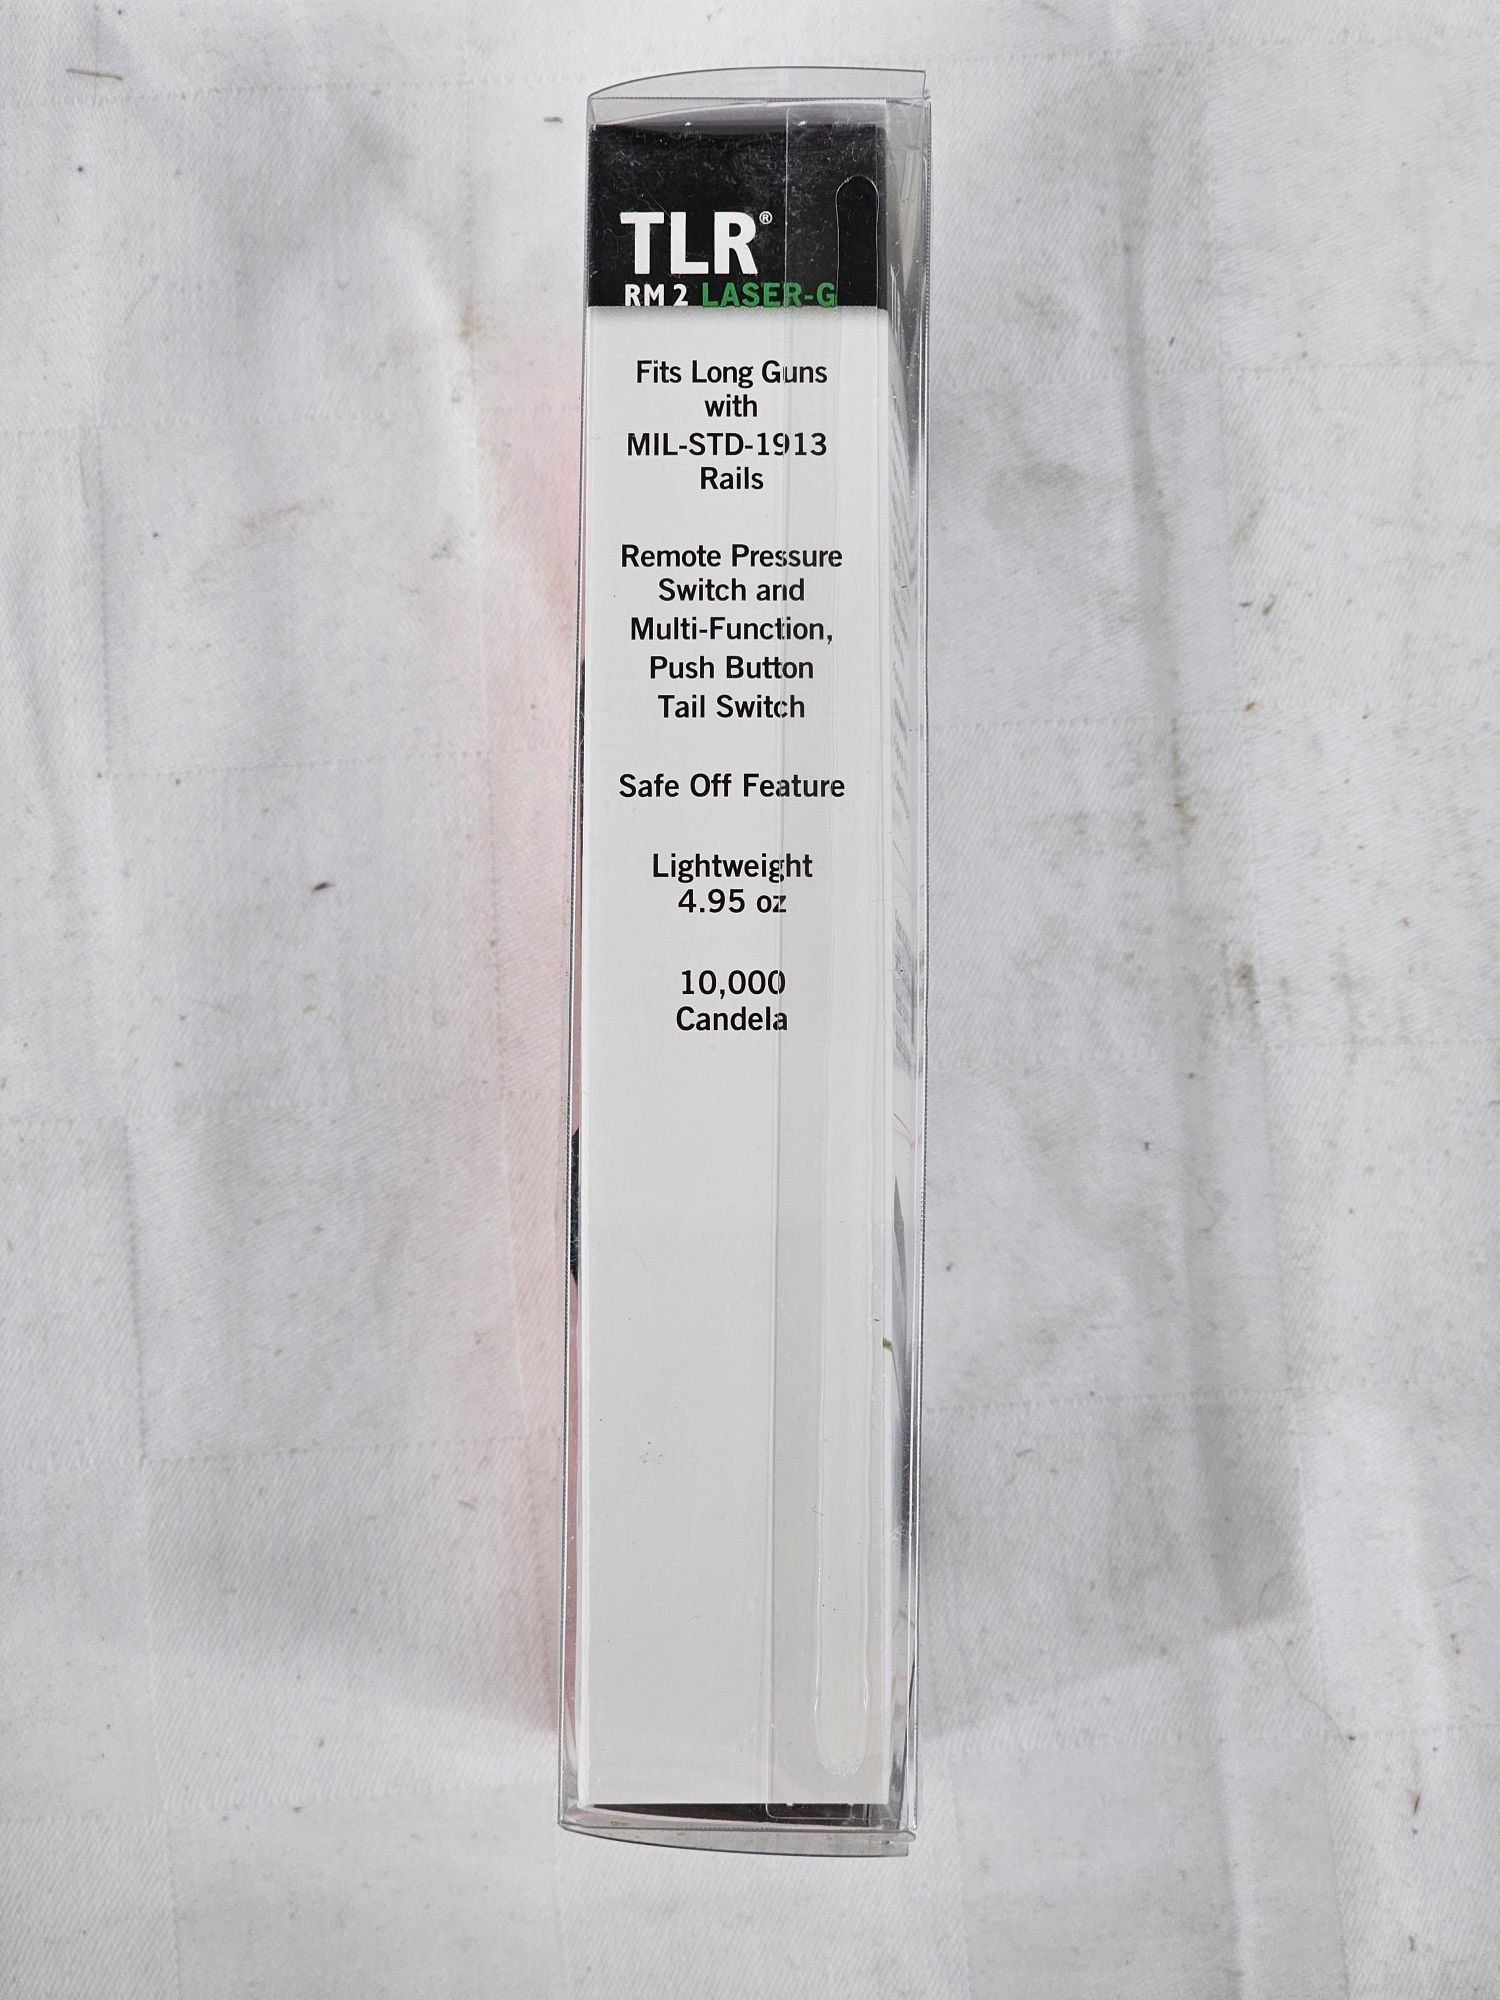 TLR®
RM 2 LASER-G
Fits Long Guns
with
MIL-STD-1913
Rails
Remote Pressure
Switch and
Multi-Function,
Push Button
Tail Switch
Safe Off Feature
Lightweight
4.95 oz
10,000
Candela